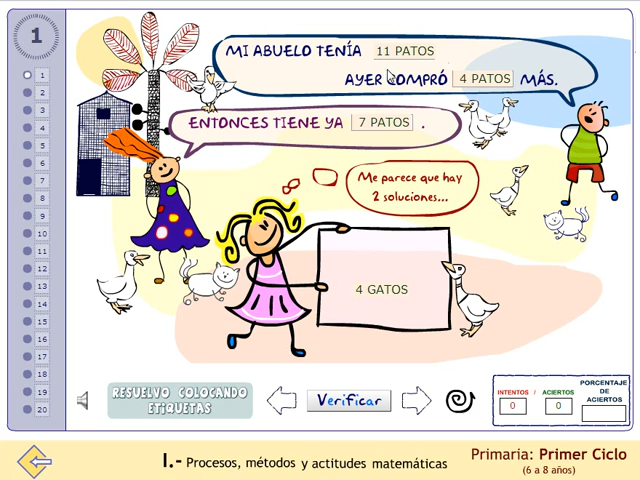 1
MI ABUELO TENÍA 11 PATOS
AYER COMPRÓ 4 PATOS MÁS.
ENTONCES TIENE YA 7 PATOS .
Me parece que hay
2 soluciones...
4 GATOS
1
2
3
4
5
6
7
8
9
10
11
12
13
14
15
16
17
18
19
20
RESUELVO COLOCANDO
ETIQUETAS
Verificar
INTENTOS / ACIERTOS
0 0
PORCENTAJE
DE
ACIERTOS
I.- Procesos, métodos y actitudes matemáticas
Primaria: Primer Ciclo
(6 a 8 años)